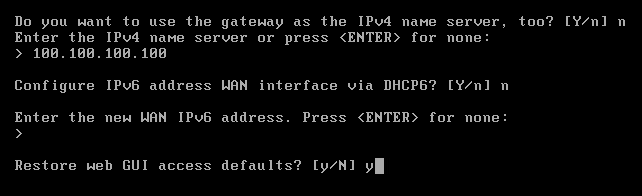 Do you want to use the gateway as the IPv4 name server, too? [Y/n] n
Enter the IPv4 name server or press <ENTER> for none:
> 100.100.100.100
Configure IPv6 address WAN interface via DHCP6? [Y/n] n
Enter the new WAN IPv6 address. Press <ENTER> for none:
>
Restore web GUI access defaults? [y/N] y